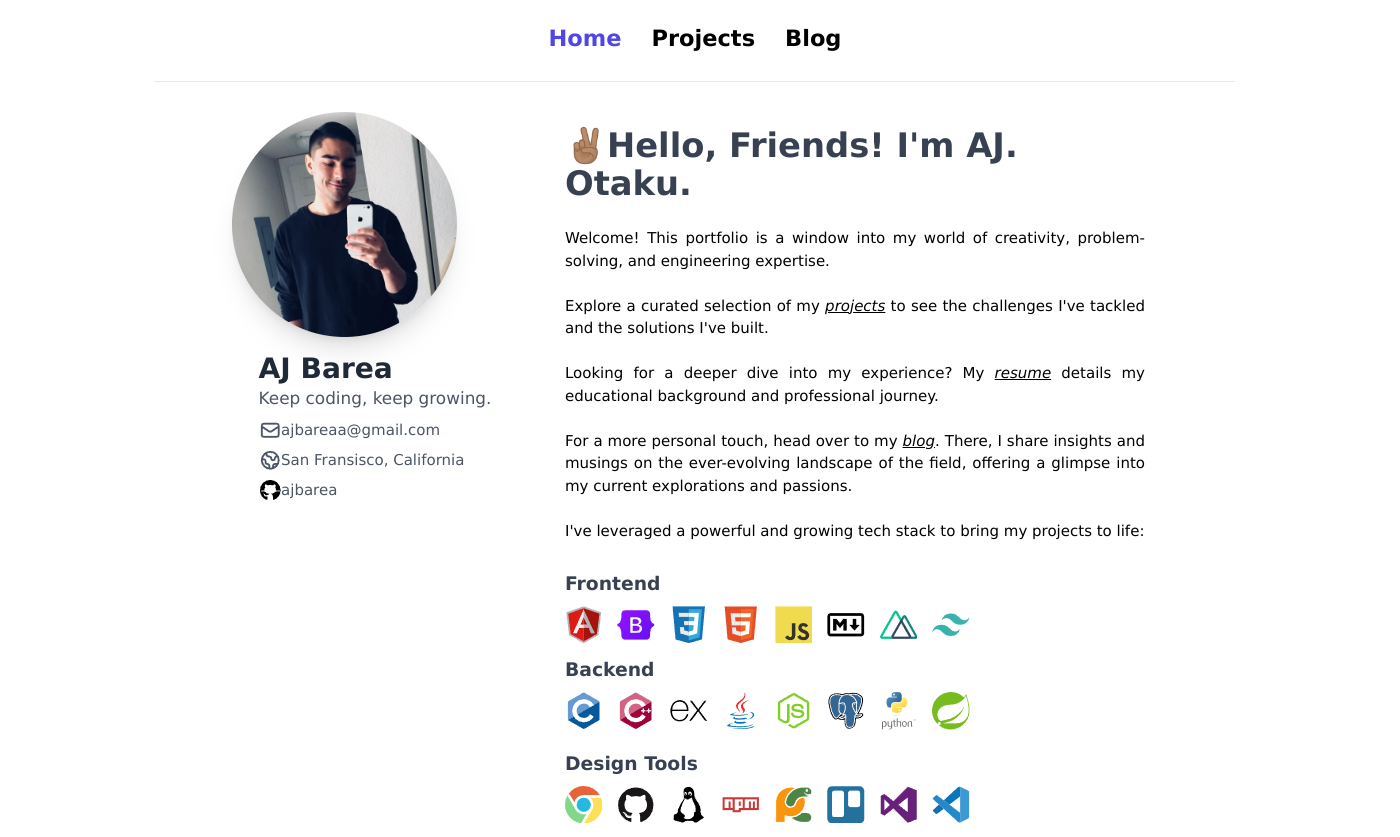 Home Projects Blog
✌🏽Hello, Friends! I'm AJ.
Otaku.
Welcome! This portfolio is a window into my world of creativity, problem-
solving, and engineering expertise.
Explore a curated selection of my projects to see the challenges I've tackled
and the solutions I've built.
Looking for a deeper dive into my experience? My resume details my
educational background and professional journey.
For a more personal touch, head over to my blog. There, I share insights and
musings on the ever-evolving landscape of the field, offering a glimpse into
my current explorations and passions.
I've leveraged a powerful and growing tech stack to bring my projects to life:
AJ Barea
Keep coding, keep growing.
ajbareaa@gmail.com
San Fransisco, California
ajbarea
Frontend
A B 3 5 JS M
Backend
C C++ ex JS python
Design Tools
npm